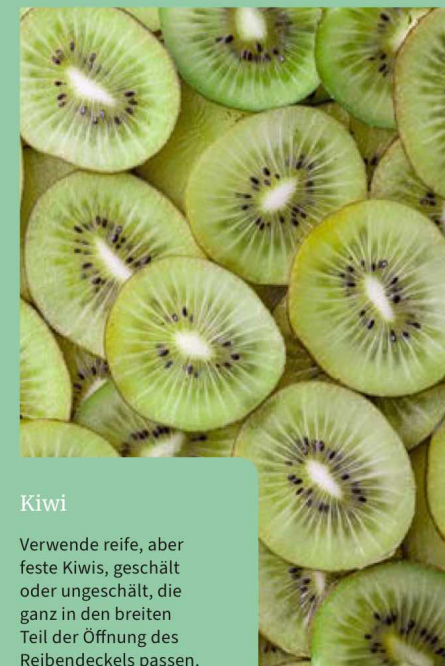 Kiwi
Verwende reife, aber
feste Kiwis, geschält
oder ungeschält, die
ganz in den breiten
Teil der Öffnung des
Reibendeckels passen.